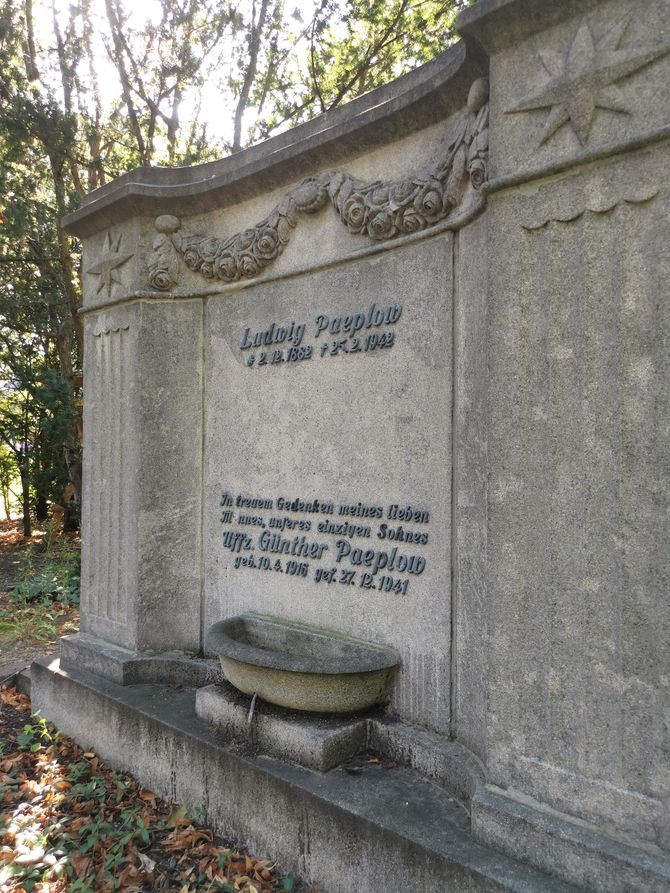 Ludwig Paeplow
* 2.12.1882 † 25.2.1942
In treuem Gedenken meines lieben
M nnes, unseres einzigen Sohnes
Uffz. Günther Paeplow
geb. 10.4.1916 gef. 27.12.1941